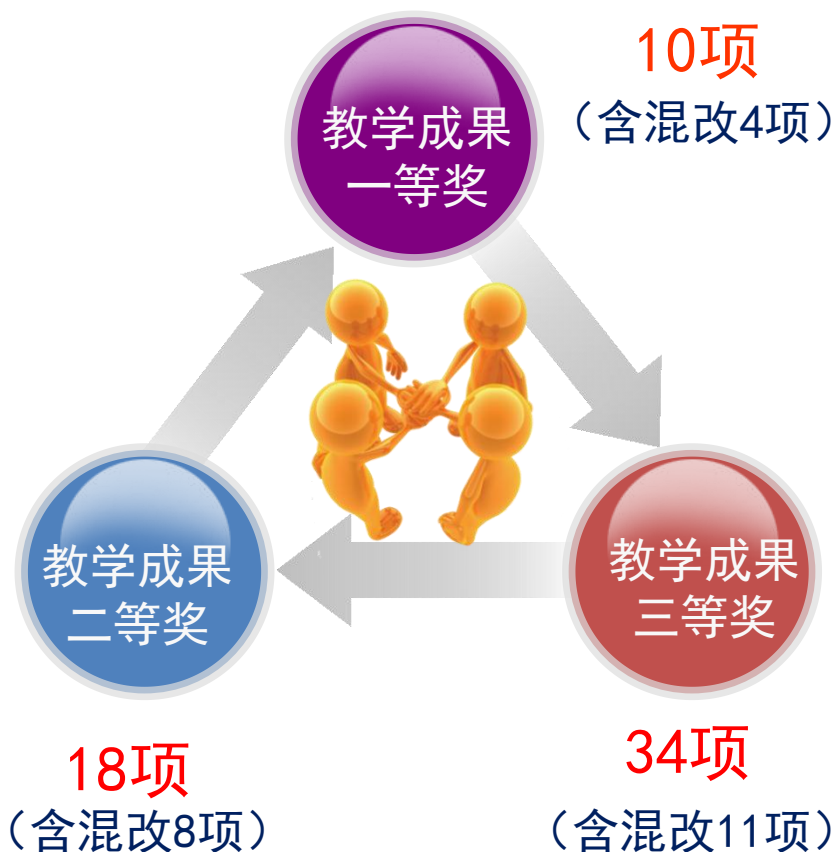 教学成果
一等奖
10项
（含混改4项）
教学成果
二等奖
18项
（含混改8项）
教学成果
三等奖
34项
（含混改11项）